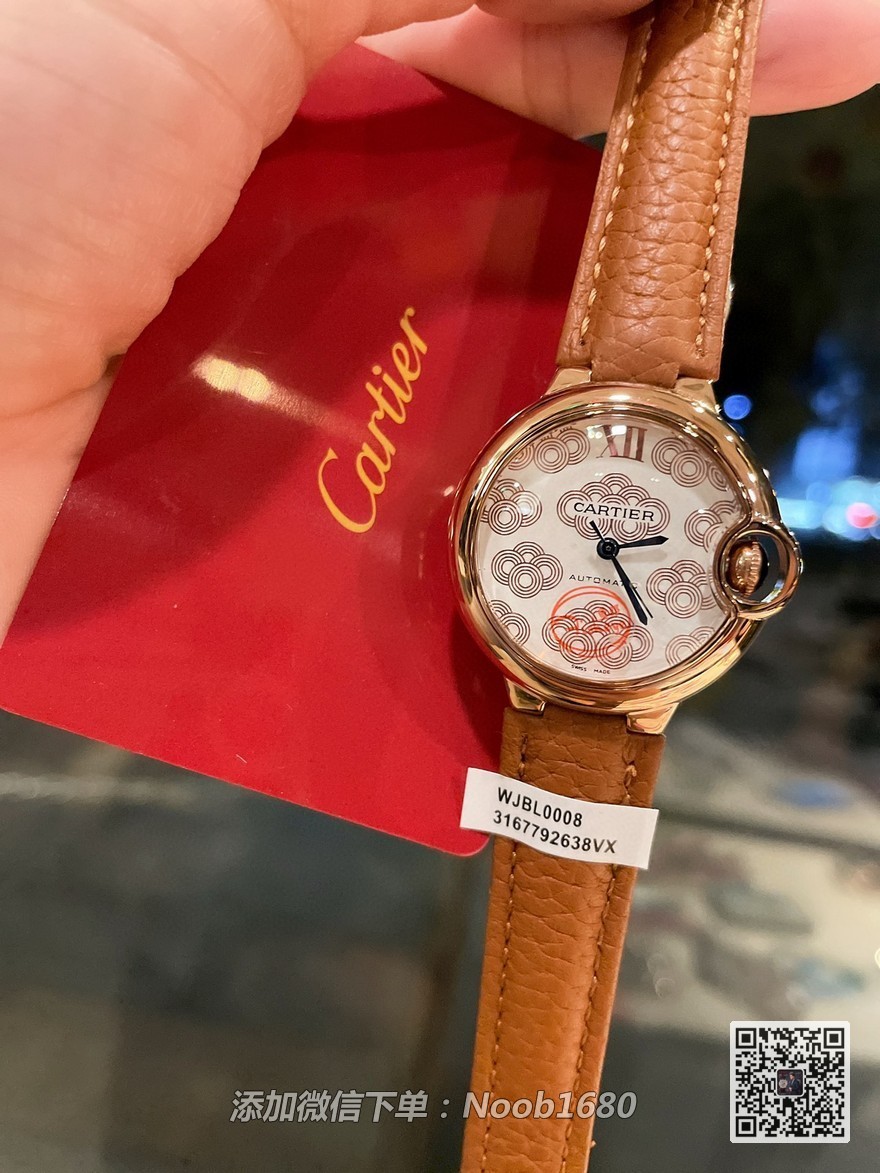 Cartier
XII
CARTIER
AUTOMATIC
SWISS MADE
WJBL0008
3167792638VX
添加微信下单：Noob1680